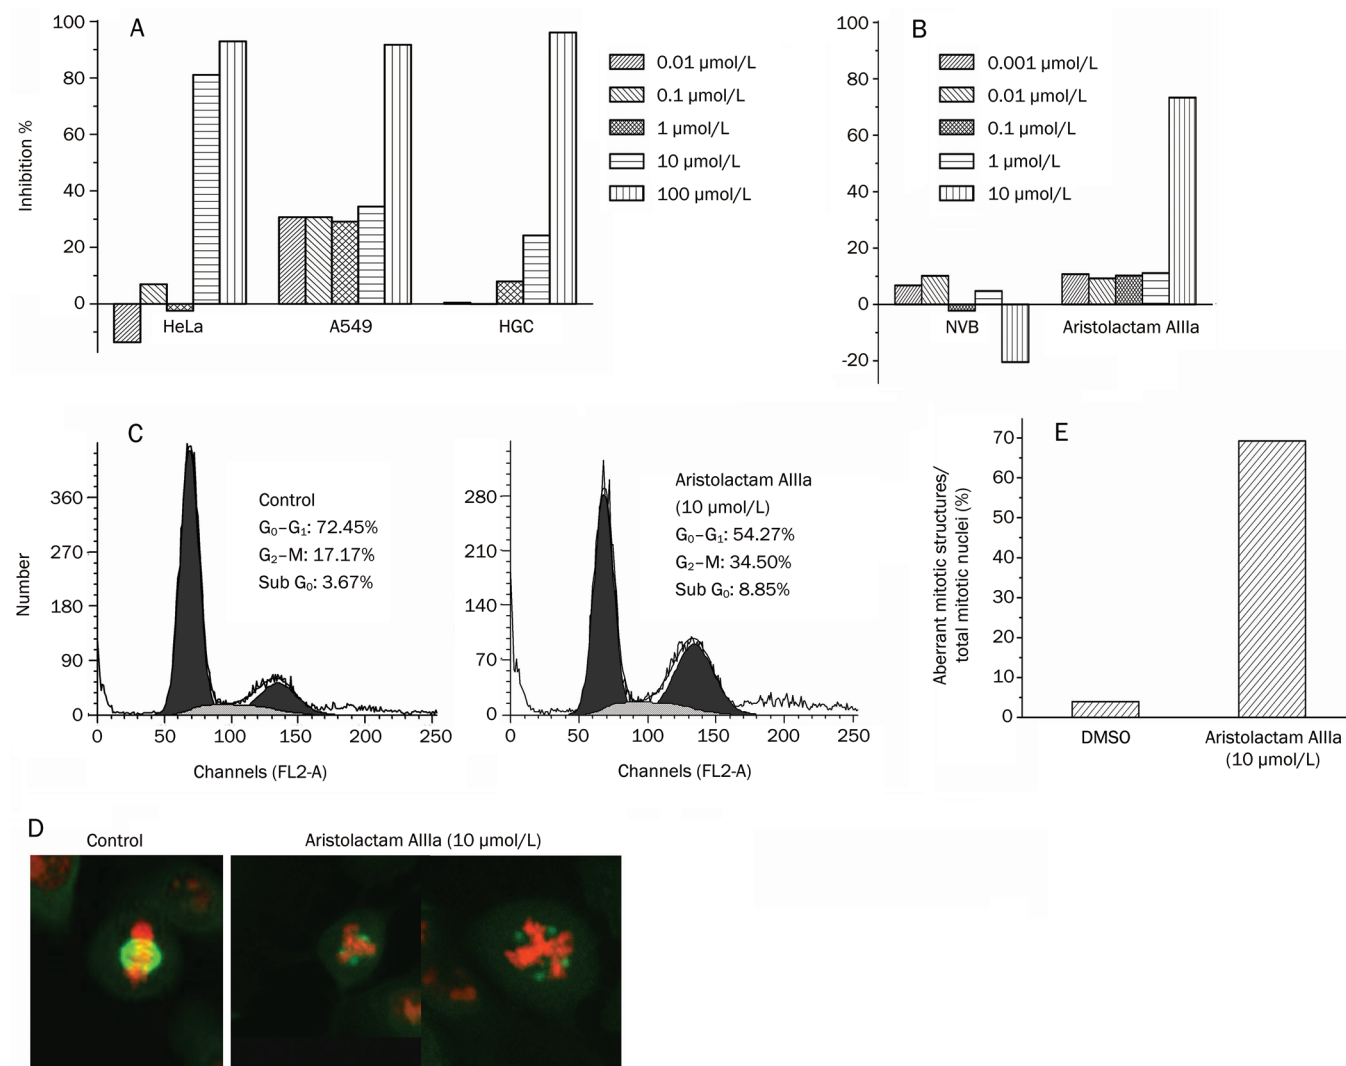 A
Inhibition %
100
80
60
40
20
0
HeLa
A549
HGC
0.01 µmol/L
0.1 µmol/L
1 µmol/L
10 µmol/L
100 µmol/L
B
100
80
60
40
20
0
-20
NVB
Aristolactam AIIIa
0.001 µmol/L
0.01 µmol/L
0.1 µmol/L
1 µmol/L
10 µmol/L
C
Number
360
270
180
90
0
0 50 100 150 200 250
Channels (FL2-A)
Control
G₀–G₁: 72.45%
G₂–M: 17.17%
Sub G₀: 3.67%
280
210
140
70
0
0 50 100 150 200 250
Channels (FL2-A)
Aristolactam AIIIa
(10 µmol/L)
G₀–G₁: 54.27%
G₂–M: 34.50%
Sub G₀: 8.85%
E
Aberrant mitotic structures/
total mitotic nuclei (%)
70
60
50
40
30
20
10
0
DMSO
Aristolactam AIIIa
(10 µmol/L)
D
Control
Aristolactam AIIIa (10 µmol/L)